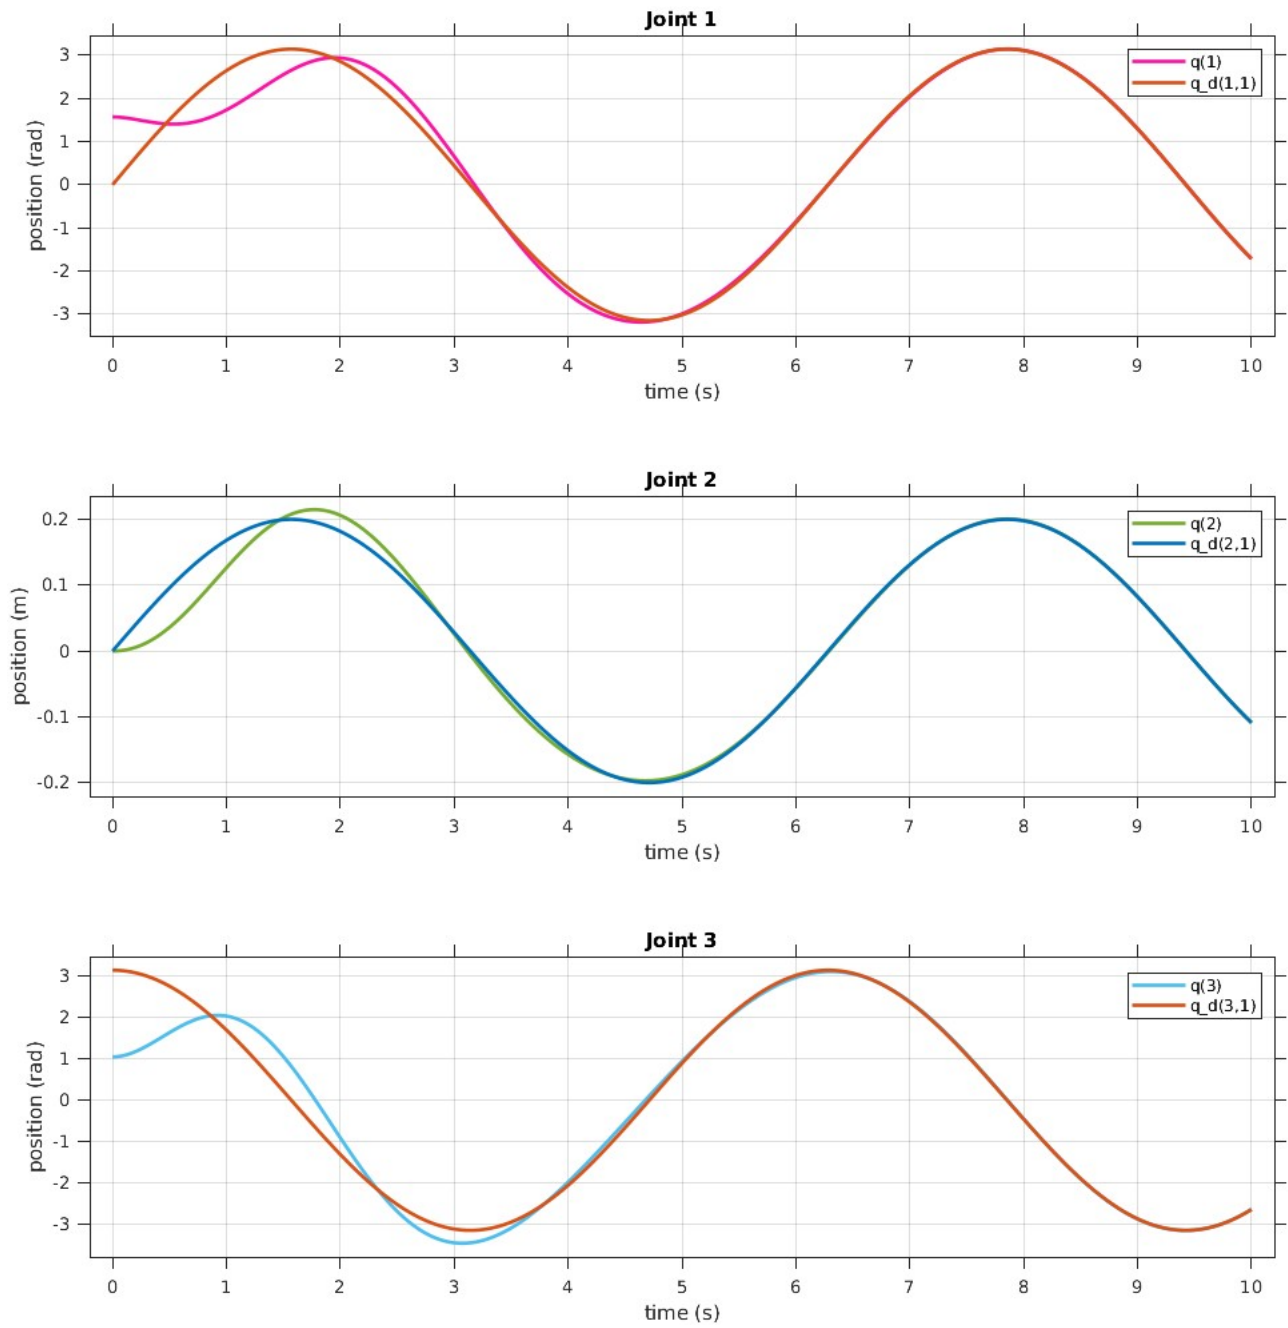 Joint 1
3
2
1
0
-1
-2
-3
position (rad)
q(1)
q_d(1,1)
0 1 2 3 4 5 6 7 8 9 10
time (s)
Joint 2
0.2
0.1
0
-0.1
-0.2
position (m)
q(2)
q_d(2,1)
0 1 2 3 4 5 6 7 8 9 10
time (s)
Joint 3
3
2
1
0
-1
-2
-3
position (rad)
q(3)
q_d(3,1)
0 1 2 3 4 5 6 7 8 9 10
time (s)